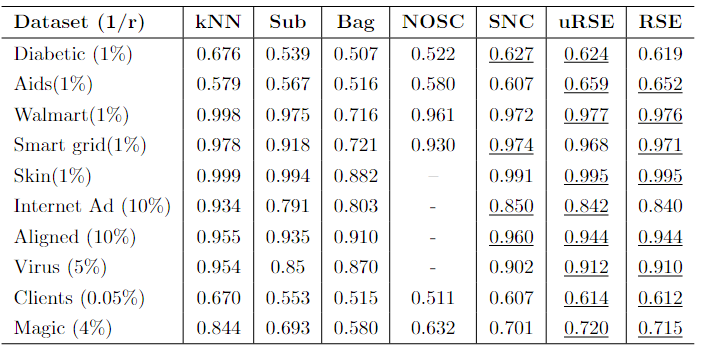 Dataset (1/r) kNN Sub Bag NOSC SNC uRSE RSE
Diabetic (1%) 0.676 0.539 0.507 0.522 0.627 0.624 0.619
Aids(1%) 0.579 0.567 0.516 0.580 0.607 0.659 0.652
Walmart(1%) 0.998 0.975 0.716 0.961 0.972 0.977 0.976
Smart grid(1%) 0.978 0.918 0.721 0.930 0.974 0.968 0.971
Skin(1%) 0.999 0.994 0.882 – 0.991 0.995 0.995
Internet Ad (10%) 0.934 0.791 0.803 - 0.850 0.842 0.840
Aligned (10%) 0.955 0.935 0.910 - 0.960 0.944 0.944
Virus (5%) 0.954 0.85 0.870 - 0.902 0.912 0.910
Clients (0.05%) 0.670 0.553 0.515 0.511 0.607 0.614 0.612
Magic (4%) 0.844 0.693 0.580 0.632 0.701 0.720 0.715